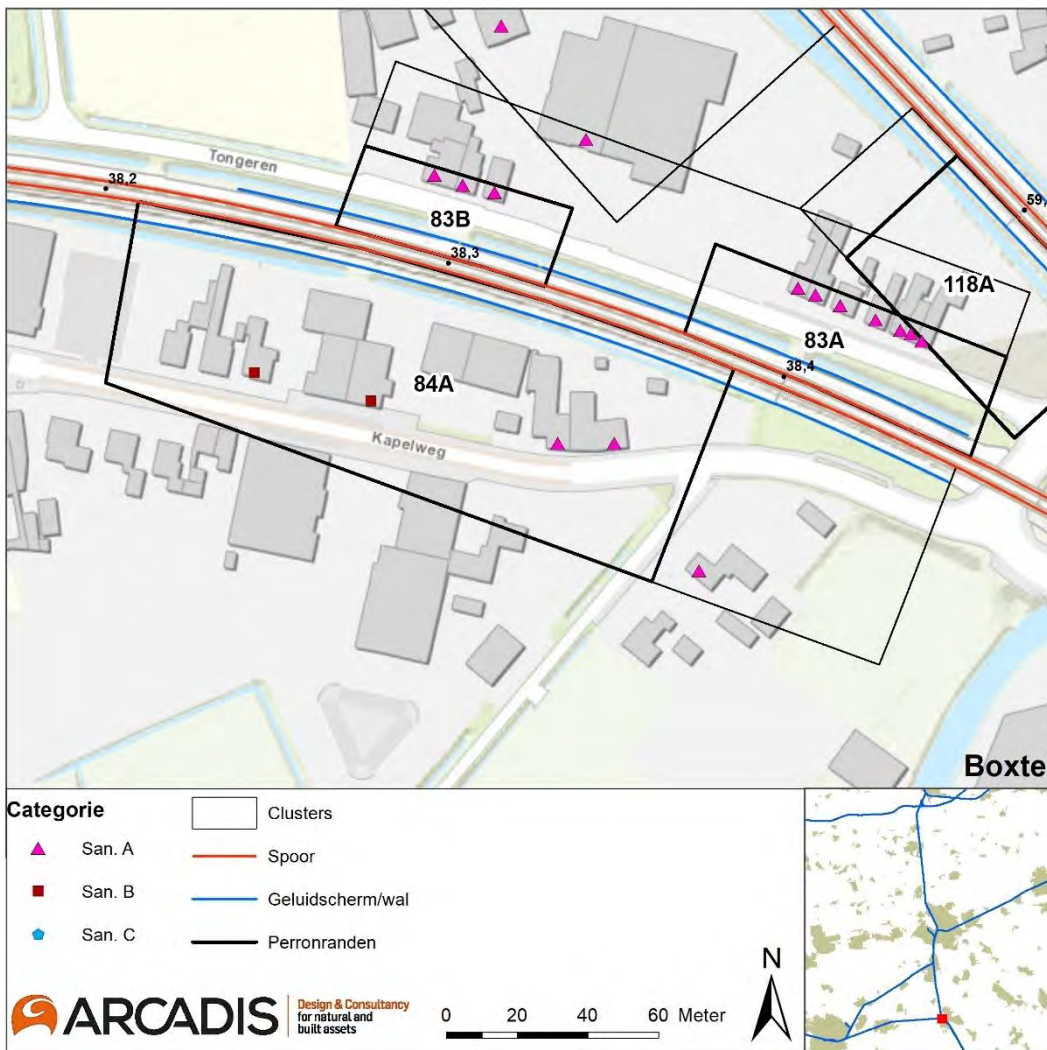 Tongeren
38,2
83B
38,3
118A
59,
83A
38,4
84A
Kapelweg
Boxte
Categorie
San. A
San. B
San. C
Clusters
Spoor
Geluidscherm/wal
Perronranden
ARCADIS
Design & Consultancy
for natural and
built assets
0 20 40 60 Meter
N